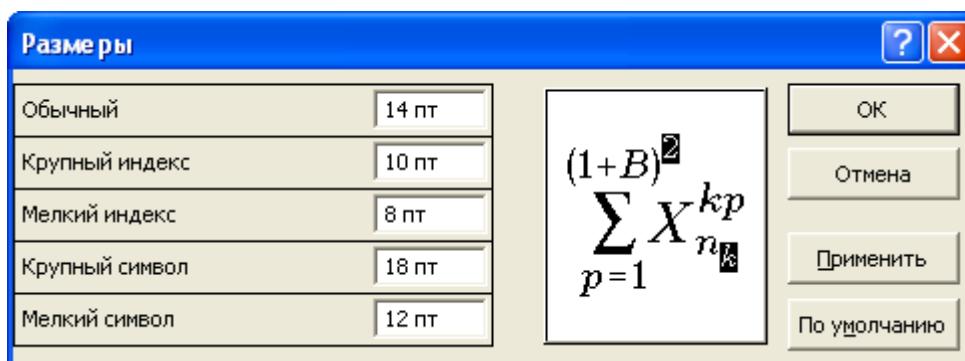 Размеры
Обычный 14 пт
Крупный индекс 10 пт
Мелкий индекс 8 пт
Крупный символ 18 пт
Мелкий символ 12 пт
(1+B)2
∑ X kp n k
p=1
ОК
Отмена
Применить
По умолчанию